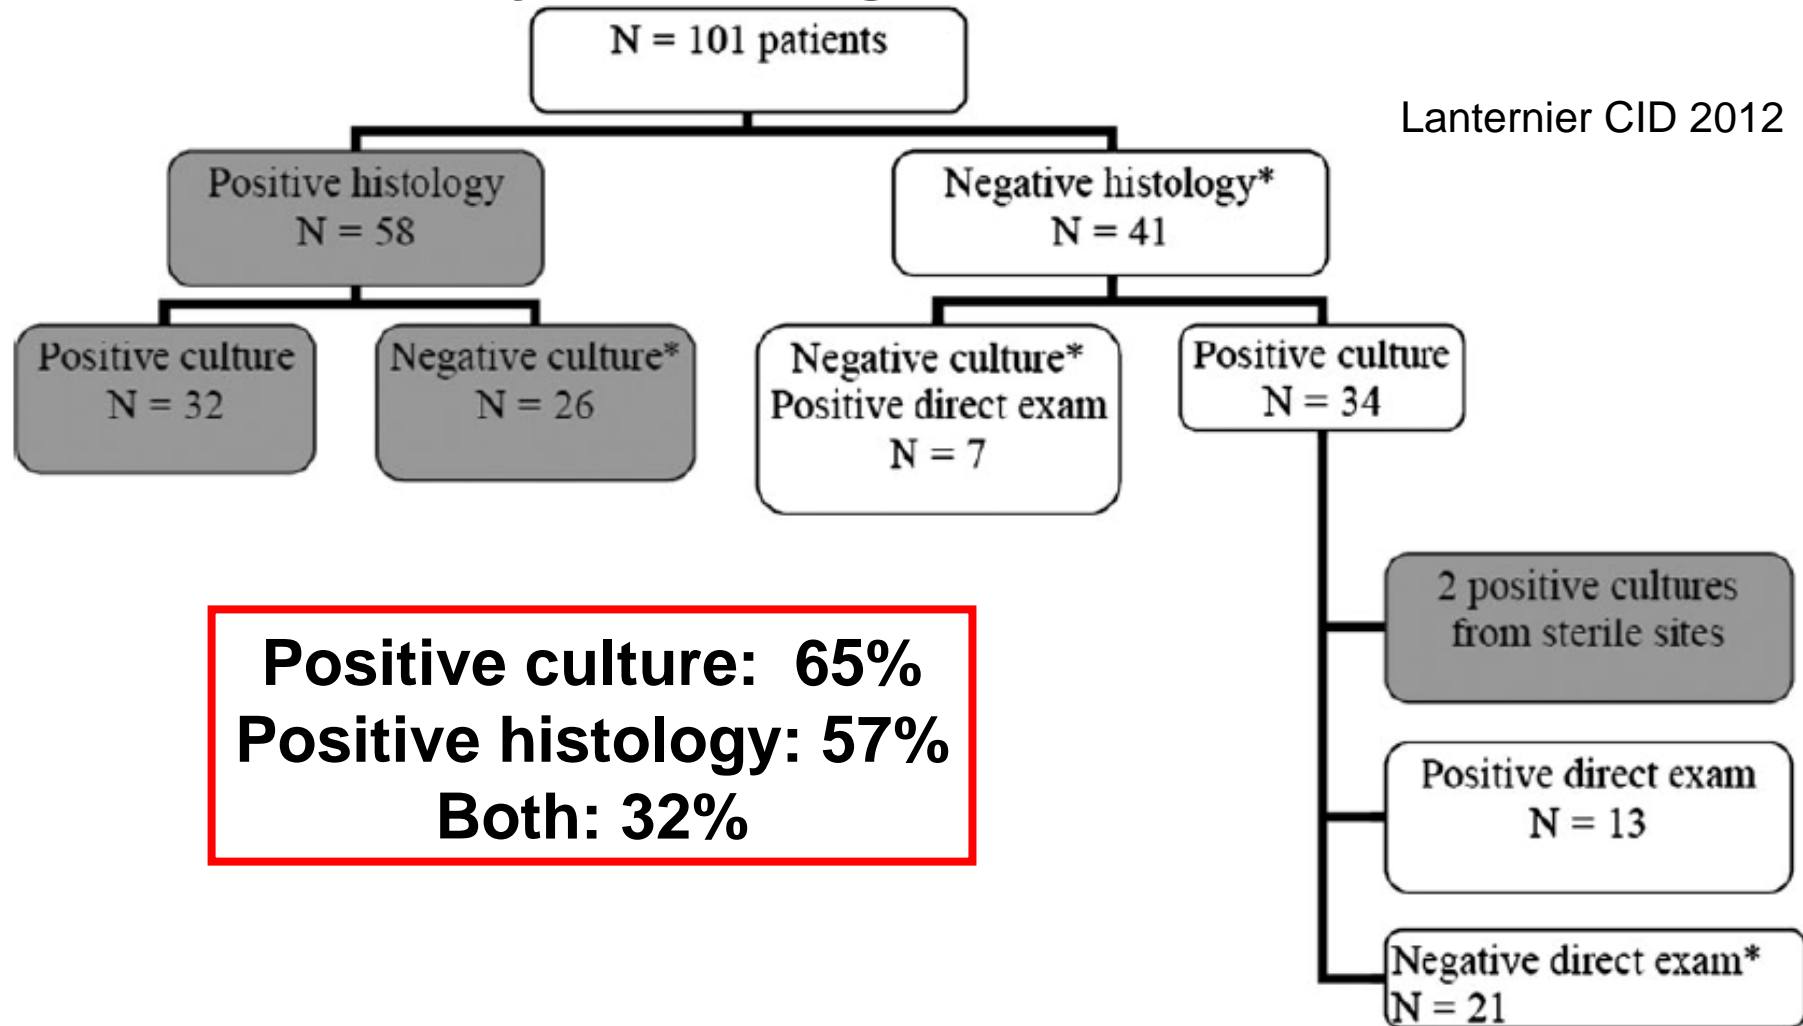 N = 101 patients
Lanternier CID 2012
Positive histology
N = 58
Negative histology*
N = 41
Positive culture
N = 32
Negative culture*
N = 26
Negative culture*
Positive direct exam
N = 7
Positive culture
N = 34
2 positive cultures
from sterile sites
Positive direct exam
N = 13
Negative direct exam*
N = 21
Positive culture: 65%
Positive histology: 57%
Both: 32%